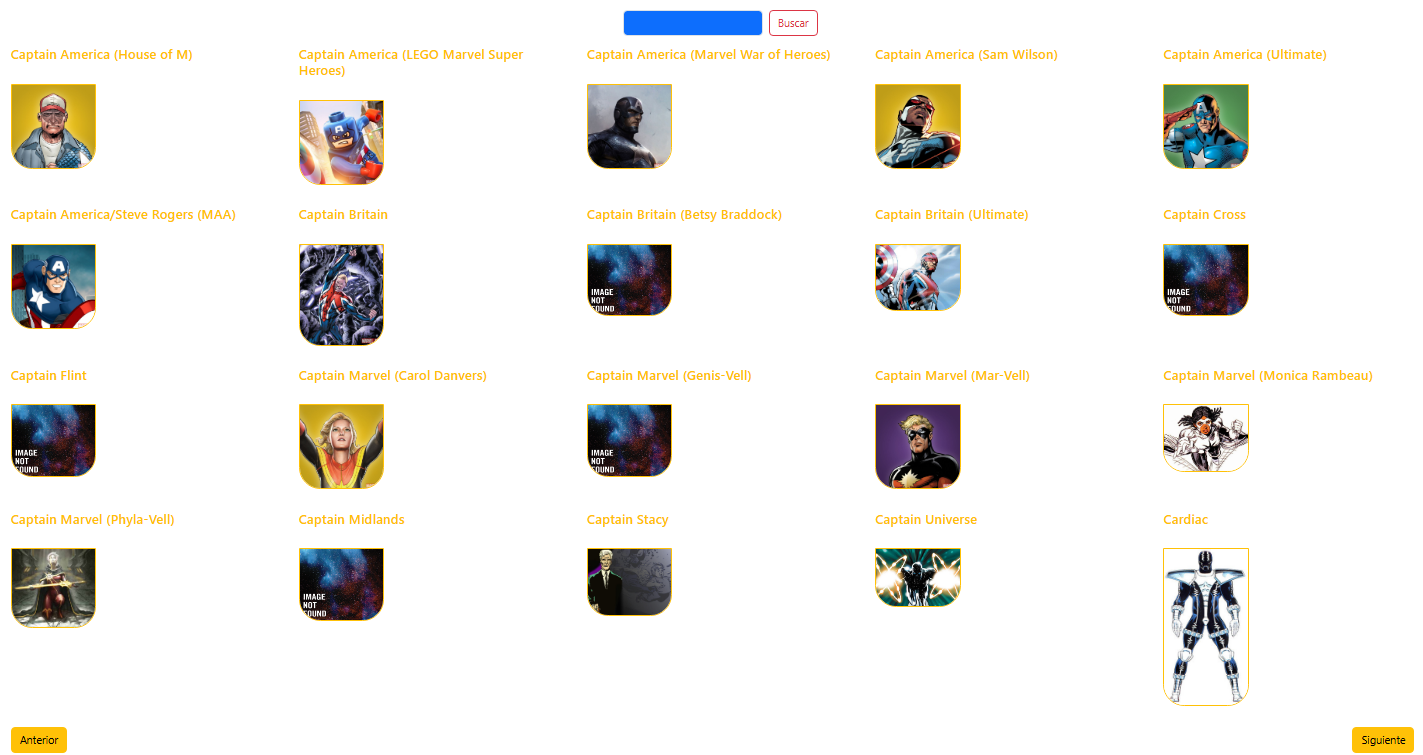 Buscar
Captain America (House of M)
Captain America (LEGO Marvel Super
Heroes)
Captain America (Marvel War of Heroes)
Captain America (Sam Wilson)
Captain America (Ultimate)
Captain America/Steve Rogers (MAA)
Captain Britain
Captain Britain (Betsy Braddock)
IMAGE
NOT
FOUND
Captain Britain (Ultimate)
Captain Cross
IMAGE
NOT
FOUND
Captain Flint
IMAGE
NOT
FOUND
Captain Marvel (Carol Danvers)
Captain Marvel (Genis-Vell)
IMAGE
NOT
FOUND
Captain Marvel (Mar-Vell)
Captain Marvel (Monica Rambeau)
Captain Marvel (Phyla-Vell)
Captain Midlands
IMAGE
NOT
FOUND
Captain Stacy
Captain Universe
Cardiac
Anterior
Siguiente